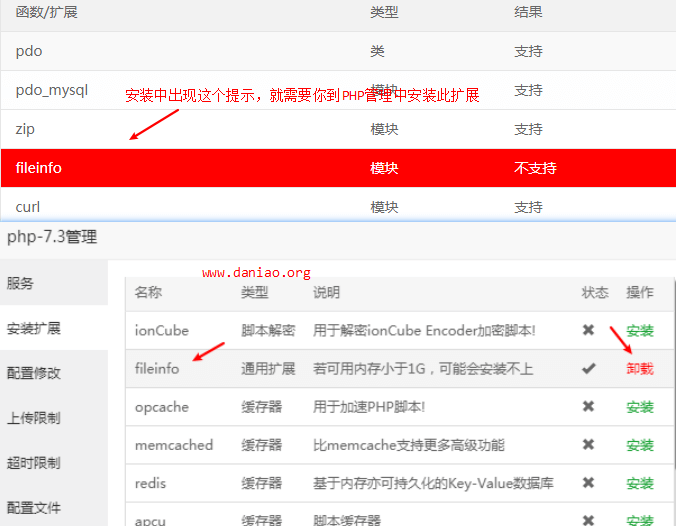 函数/扩展 类型 结果
pdo 类 支持
pdo_mysql 模块 支持
安装中出现这个提示，就需要你到PHP管理中安装此扩展
zip 模块 支持
fileinfo 模块 不支持
curl 模块 支持
php-7.3管理
www.daniao.org
服务
安装扩展
配置修改
上传限制
超时限制
配置文件
名称 类型 说明 状态 操作
ionCube 脚本解密 用于解密ionCube Encoder加密脚本! ✖ 安装
fileinfo 通用扩展 若可用内存小于1G，可能会安装不上 ✔ 卸载
opcache 缓存器 用于加速PHP脚本! ✖ 安装
memcached 缓存器 比memcache支持更多高级功能 ✖ 安装
redis 缓存器 基于内存亦可持久化的Key-Value数据库 ✖ 安装
apcu 缓存器 脚本缓存器 ✖ 安装